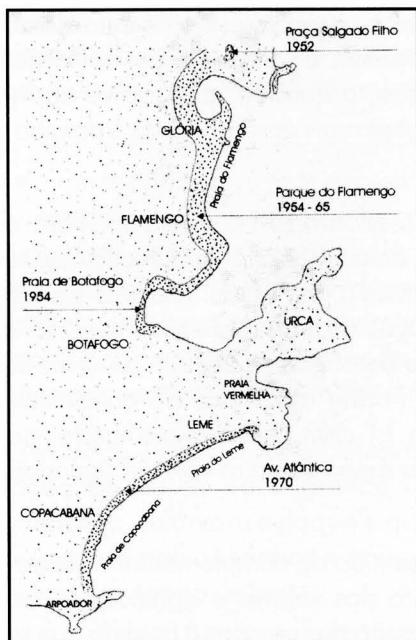 Praça Salgado Filho
1952
GLÓRIA
Praia do Flamengo
Parque do Flamengo
1954 - 65
FLAMENGO
Praia de Botafogo
1954
URCA
BOTAFOGO
PRAIA
VERMELHA
LEME
Praia do Leme
Av. Atlântica
1970
COPACABANA
Praia de Copacabana
ARPOADOR